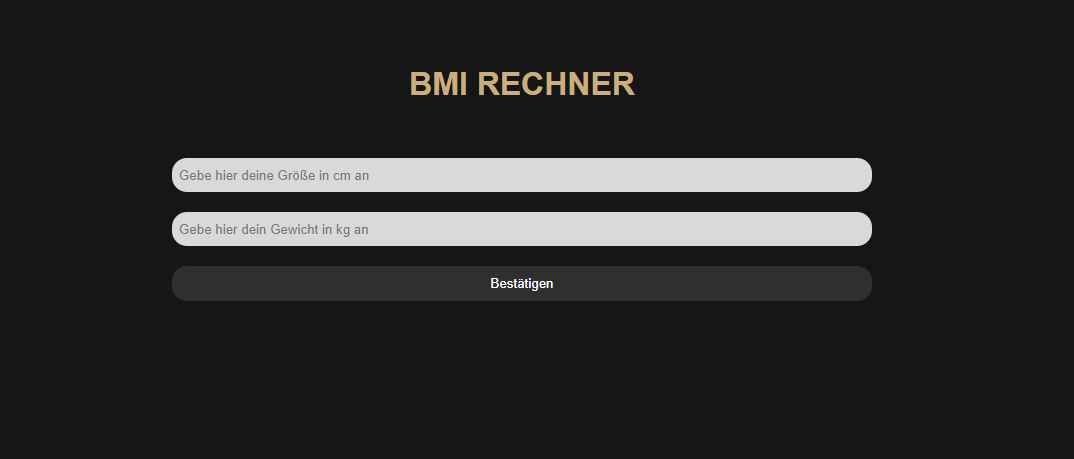 BMI RECHNER
Gebe hier deine Größe in cm an
Gebe hier dein Gewicht in kg an
Bestätigen